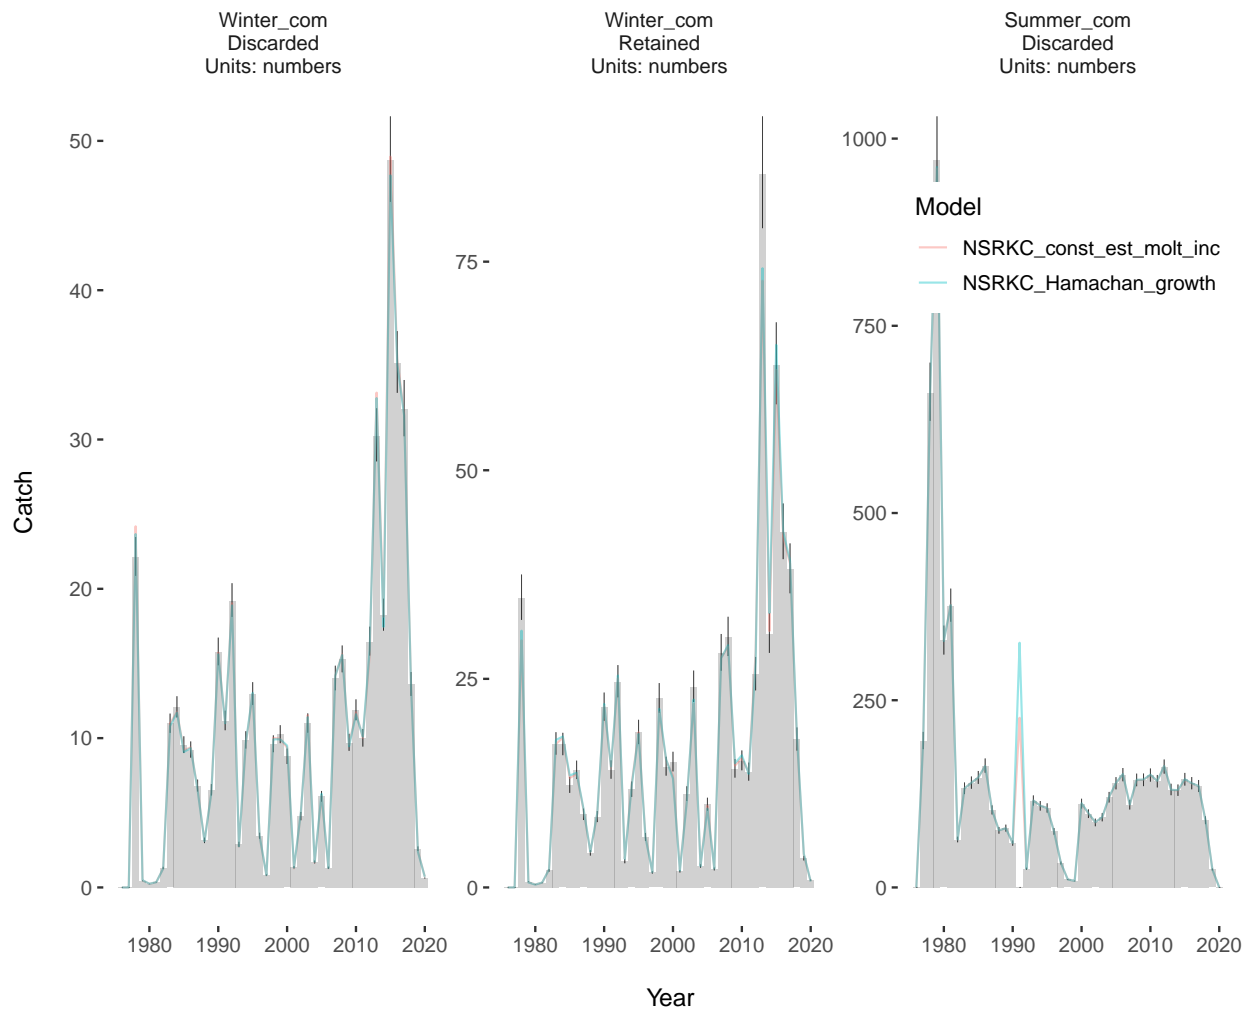 Winter_com
Discarded
Units: numbers
Winter_com
Retained
Units: numbers
Summer_com
Discarded
Units: numbers
50
40
30
20
10
0
75
50
25
0
1000
750
500
250
0
Model
NSRKC_const_est_molt_inc
NSRKC_Hamachan_growth
Catch
1980 1990 2000 2010 2020
1980 1990 2000 2010 2020
1980 1990 2000 2010 2020
Year